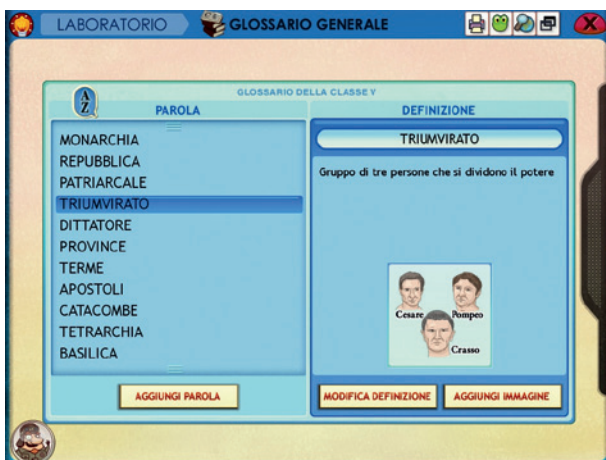 LABORATORIO
GLOSSARIO GENERALE
GLOSSARIO DELLA CLASSE V
A
Z
PAROLA
MONARCHIA
REPUBBLICA
PATRIARCALE
TRIUMVIRATO
DITTATORE
PROVINCE
TERME
APOSTOLI
CATACOMBE
TETRARCHIA
BASILICA
AGGIUNGI PAROLA
DEFINIZIONE
TRIUMVIRATO
Gruppo di tre persone che si dividono il potere
Cesare
Pompeo
Crasso
MODIFICA DEFINIZIONE
AGGIUNGI IMMAGINE